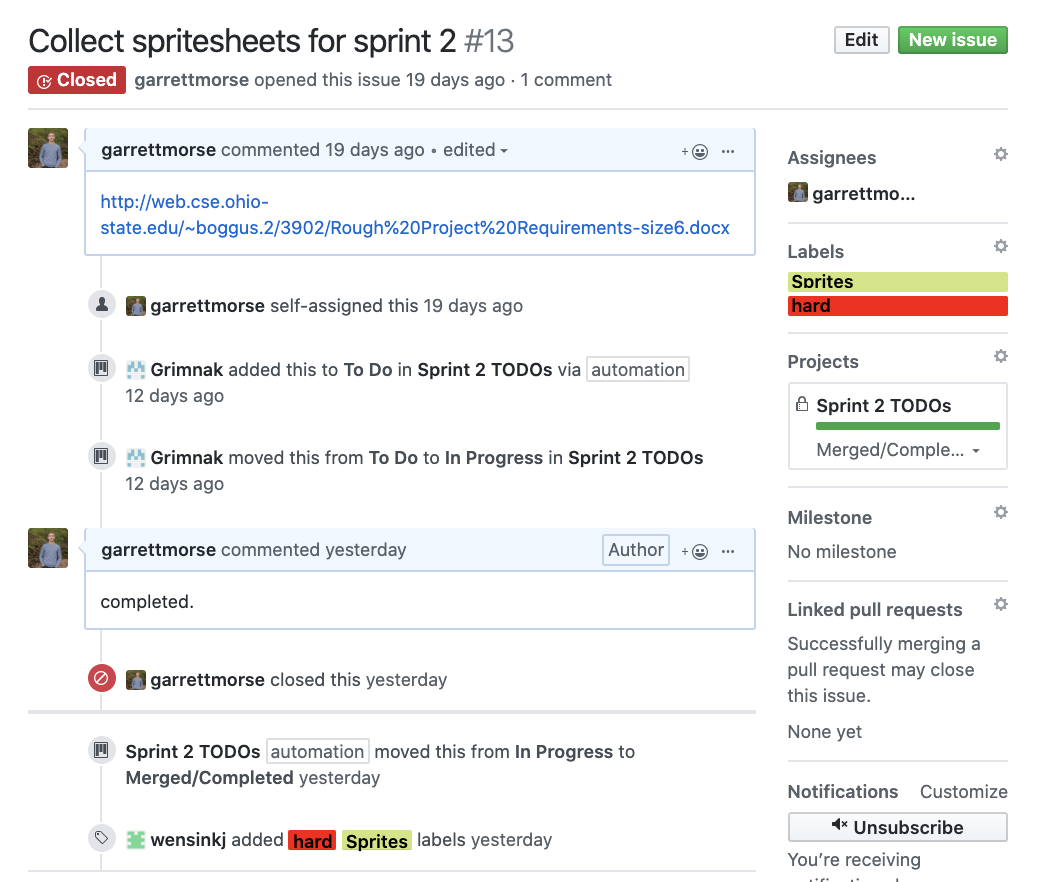 Collect spritesheets for sprint 2 #13
Edit
New issue
Closed garrettmorse opened this issue 19 days ago · 1 comment
garrettmorse commented 19 days ago • edited
http://web.cse.ohio-
state.edu/~boggus.2/3902/Rough%20Project%20Requirements-size6.docx
garrettmorse self-assigned this 19 days ago
Grimnak added this to To Do in Sprint 2 TODOs via automation
12 days ago
Grimnak moved this from To Do to In Progress in Sprint 2 TODOs
12 days ago
garrettmorse commented yesterday
Author
completed.
garrettmorse closed this yesterday
Sprint 2 TODOs automation moved this from In Progress to
Merged/Completed yesterday
wensinkj added hard Sprites labels yesterday
Assignees
garrettmo...
Labels
Sprites
hard
Projects
Sprint 2 TODOs
Merged/Comple...
Milestone
No milestone
Linked pull requests
Successfully merging a
pull request may close
this issue.
None yet
Notifications Customize
Unsubscribe
You're receiving